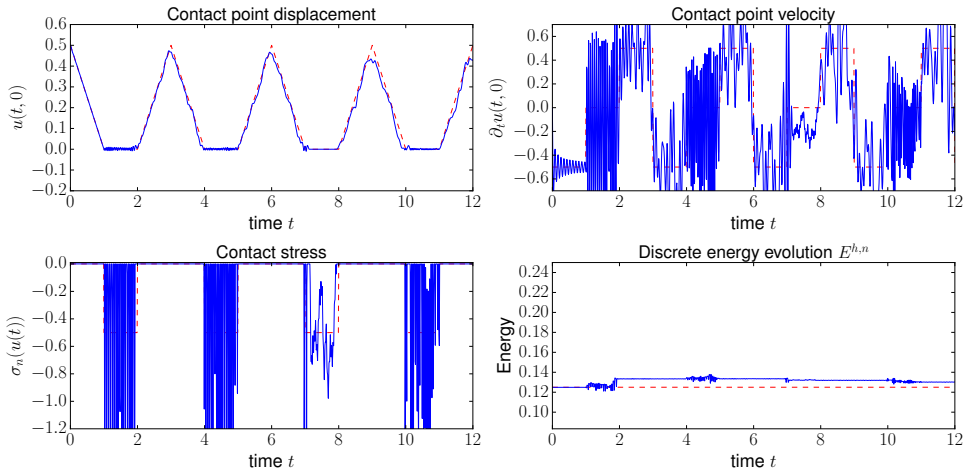 Contact point displacement
0.6
0.5
0.4
0.3
0.2
0.1
0.0
−0.1
−0.2
u(t, 0)
0 2 4 6 8 10 12
time t
Contact point velocity
0.6
0.4
0.2
0.0
−0.2
−0.4
−0.6
∂ₜu(t, 0)
0 2 4 6 8 10 12
time t
Contact stress
0.0
−0.2
−0.4
−0.6
−0.8
−1.0
−1.2
σₙ(u(t))
0 2 4 6 8 10 12
time t
Discrete energy evolution E^{h,n}
0.24
0.22
0.20
0.18
0.16
0.14
0.12
0.10
Energy
0 2 4 6 8 10 12
time t